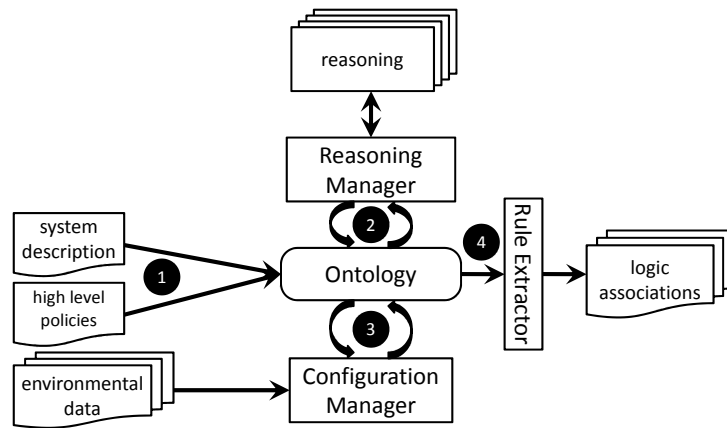 reasoning
Reasoning
Manager
system
description
1
2
4
Rule Extractor
Ontology
logic
associations
high level
policies
3
environmental
data
Configuration
Manager